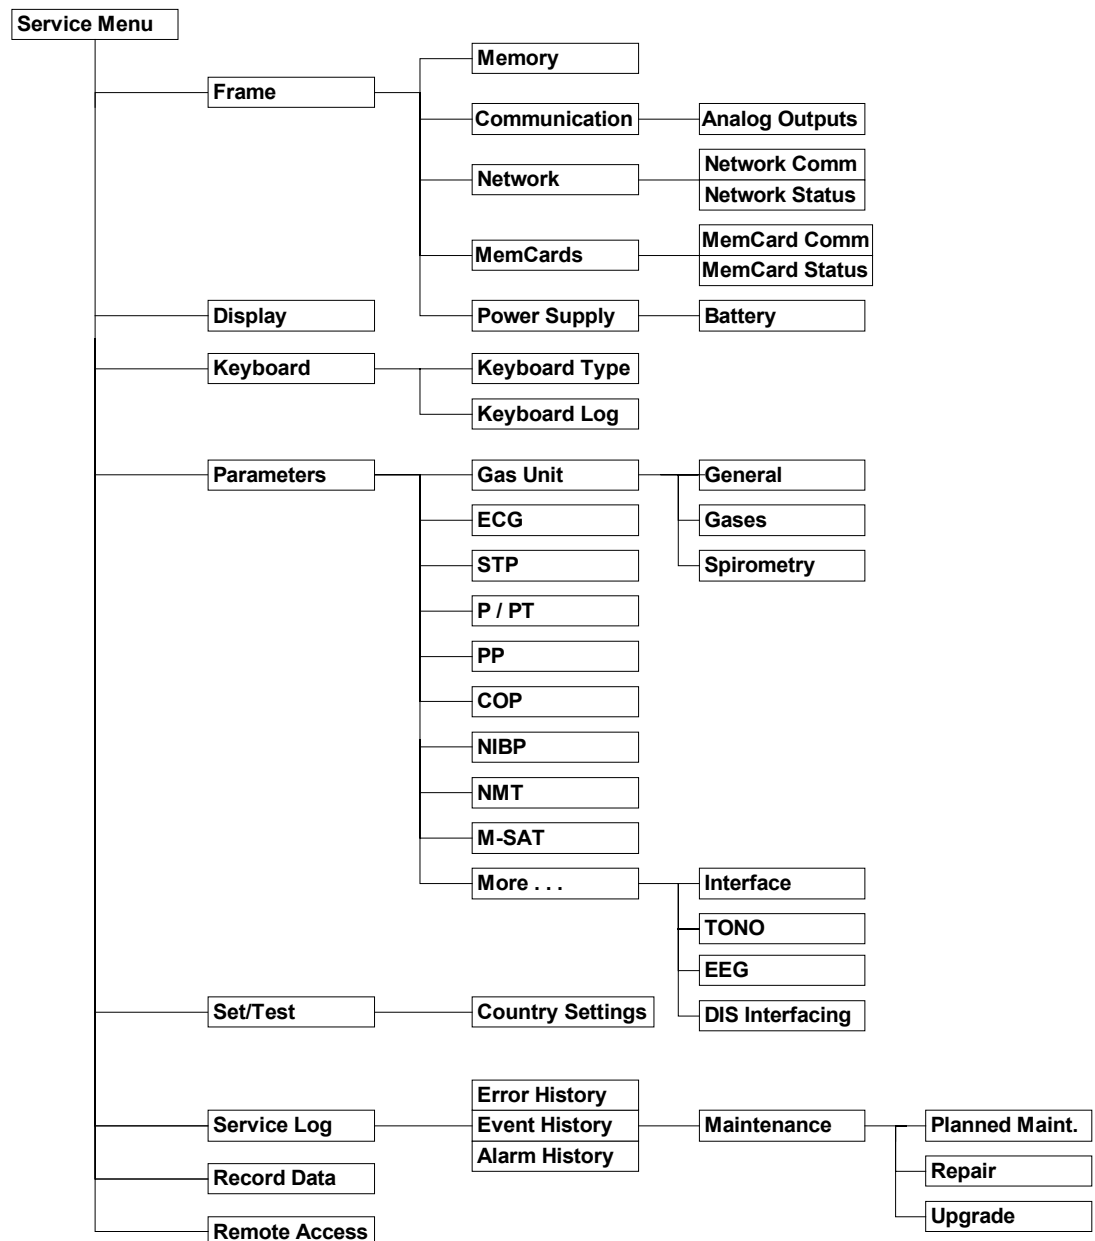 Service Menu
Memory
Frame
Communication
Analog Outputs
Network Comm
Network
Network Status
MemCard Comm
MemCards
MemCard Status
Display
Power Supply
Battery
Keyboard
Keyboard Type
Keyboard Log
Parameters
Gas Unit
General
ECG
Gases
STP
Spirometry
P / PT
PP
COP
NIBP
NMT
M-SAT
More . . .
Interface
TONO
EEG
Set/Test
Country Settings
DIS Interfacing
Error History
Service Log
Event History
Maintenance
Planned Maint.
Alarm History
Record Data
Repair
Remote Access
Upgrade